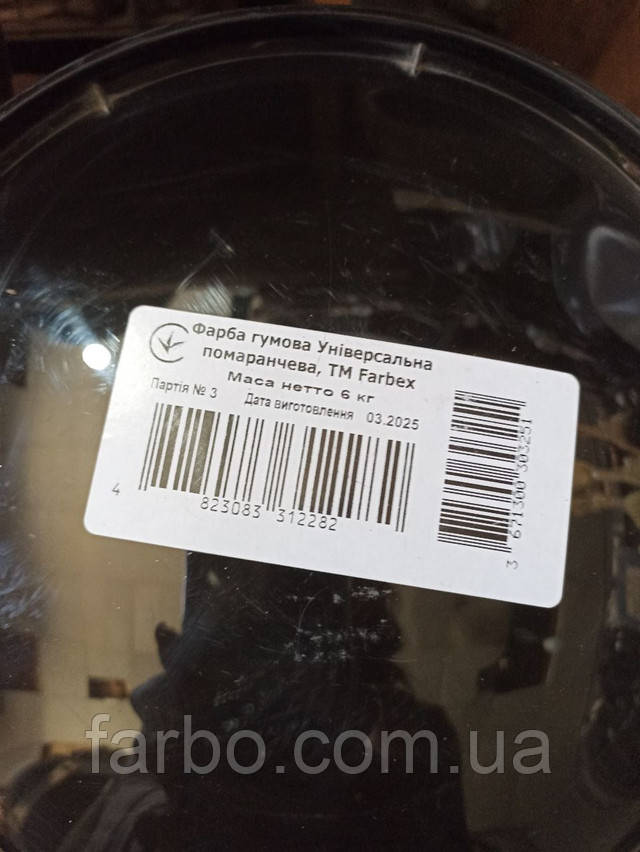 Фарба гумова Універсальна
помаранчева, ТМ Farbex
Маса нетто 6 кг
Партія № 3 Дата виготовлення 03.2025
4 823083 312282
3 671300 303251
farbo.com.ua